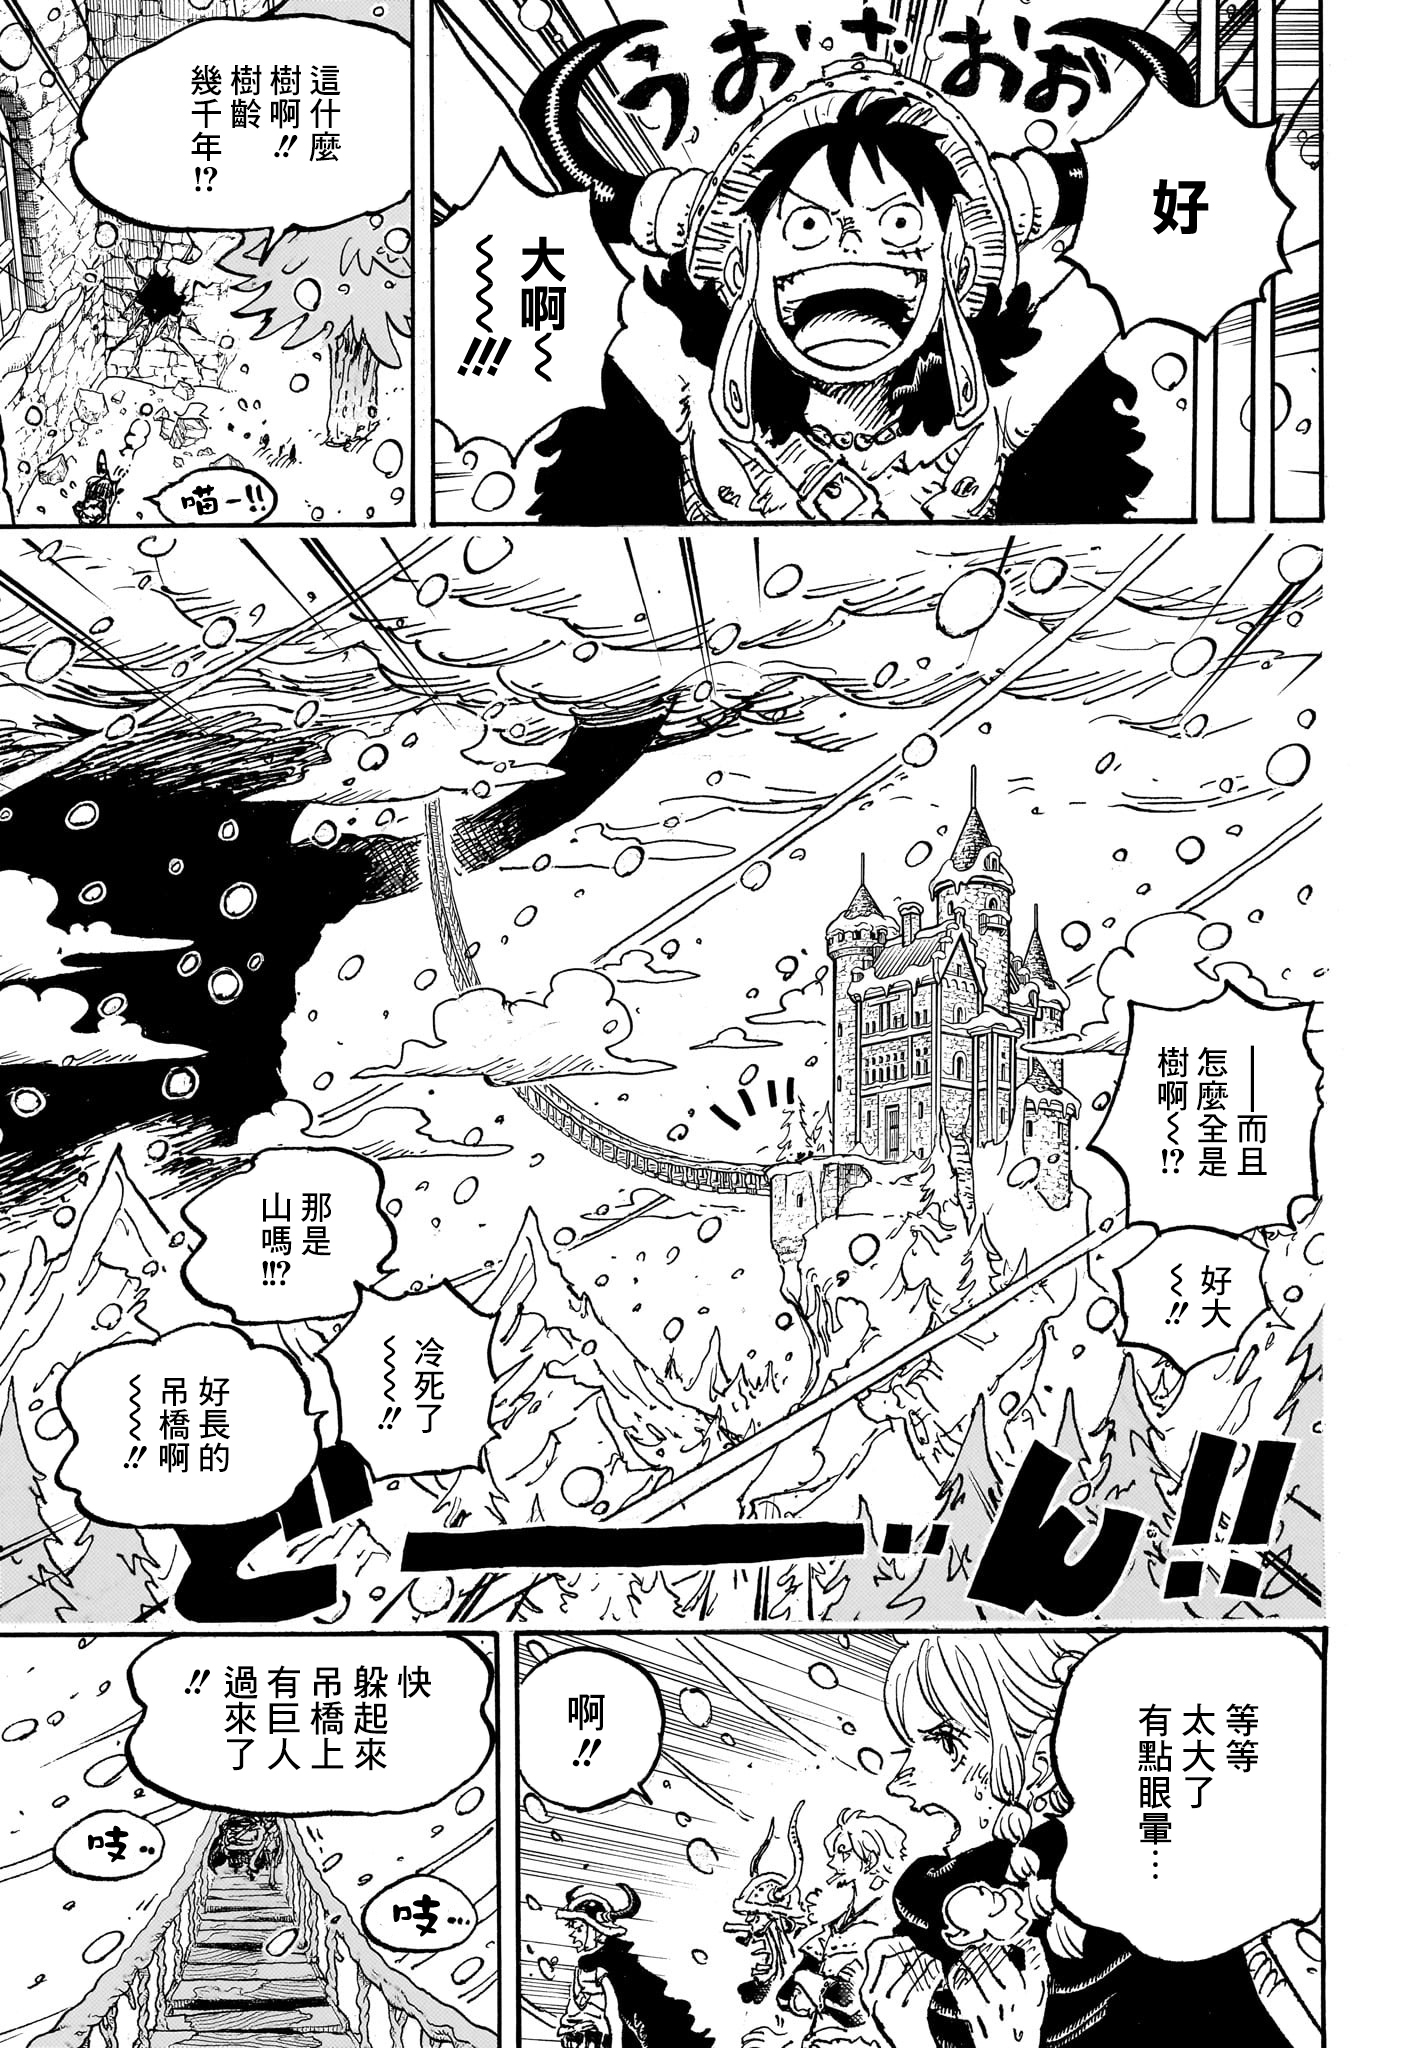 うおおおおお
好
大啊～
～～～!!!
這什麼
樹啊!!
樹齡
幾千年!?
喵ー!!
──而且
怎麼全是
樹啊～!?
好大
～!!
那是
山嗎!!?
冷死了
～～～!!
好長的
吊橋啊
～～～!!
どーーッん!!
等等
太大了
有點眼暈…
啊!!
快
躲起來
吊橋上
有巨人
過來了
!!
吱…
吱…